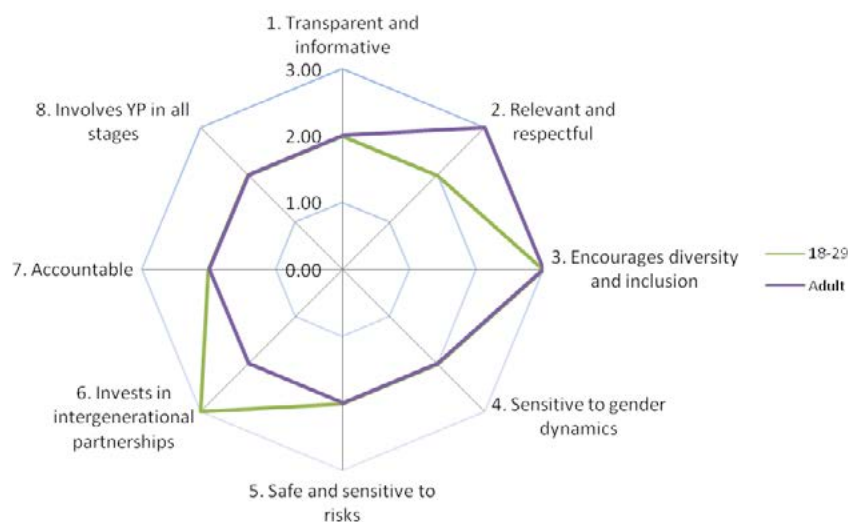 1. Transparent and
informative
3.00
2. Relevant and
respectful
8. Involves YP in all
stages
2.00
1.00
3. Encourages diversity
and inclusion
18-29
Adult
7. Accountable
0.00
6. Invests in
intergenerational
partnerships
4. Sensitive to gender
dynamics
5. Safe and sensitive to
risks